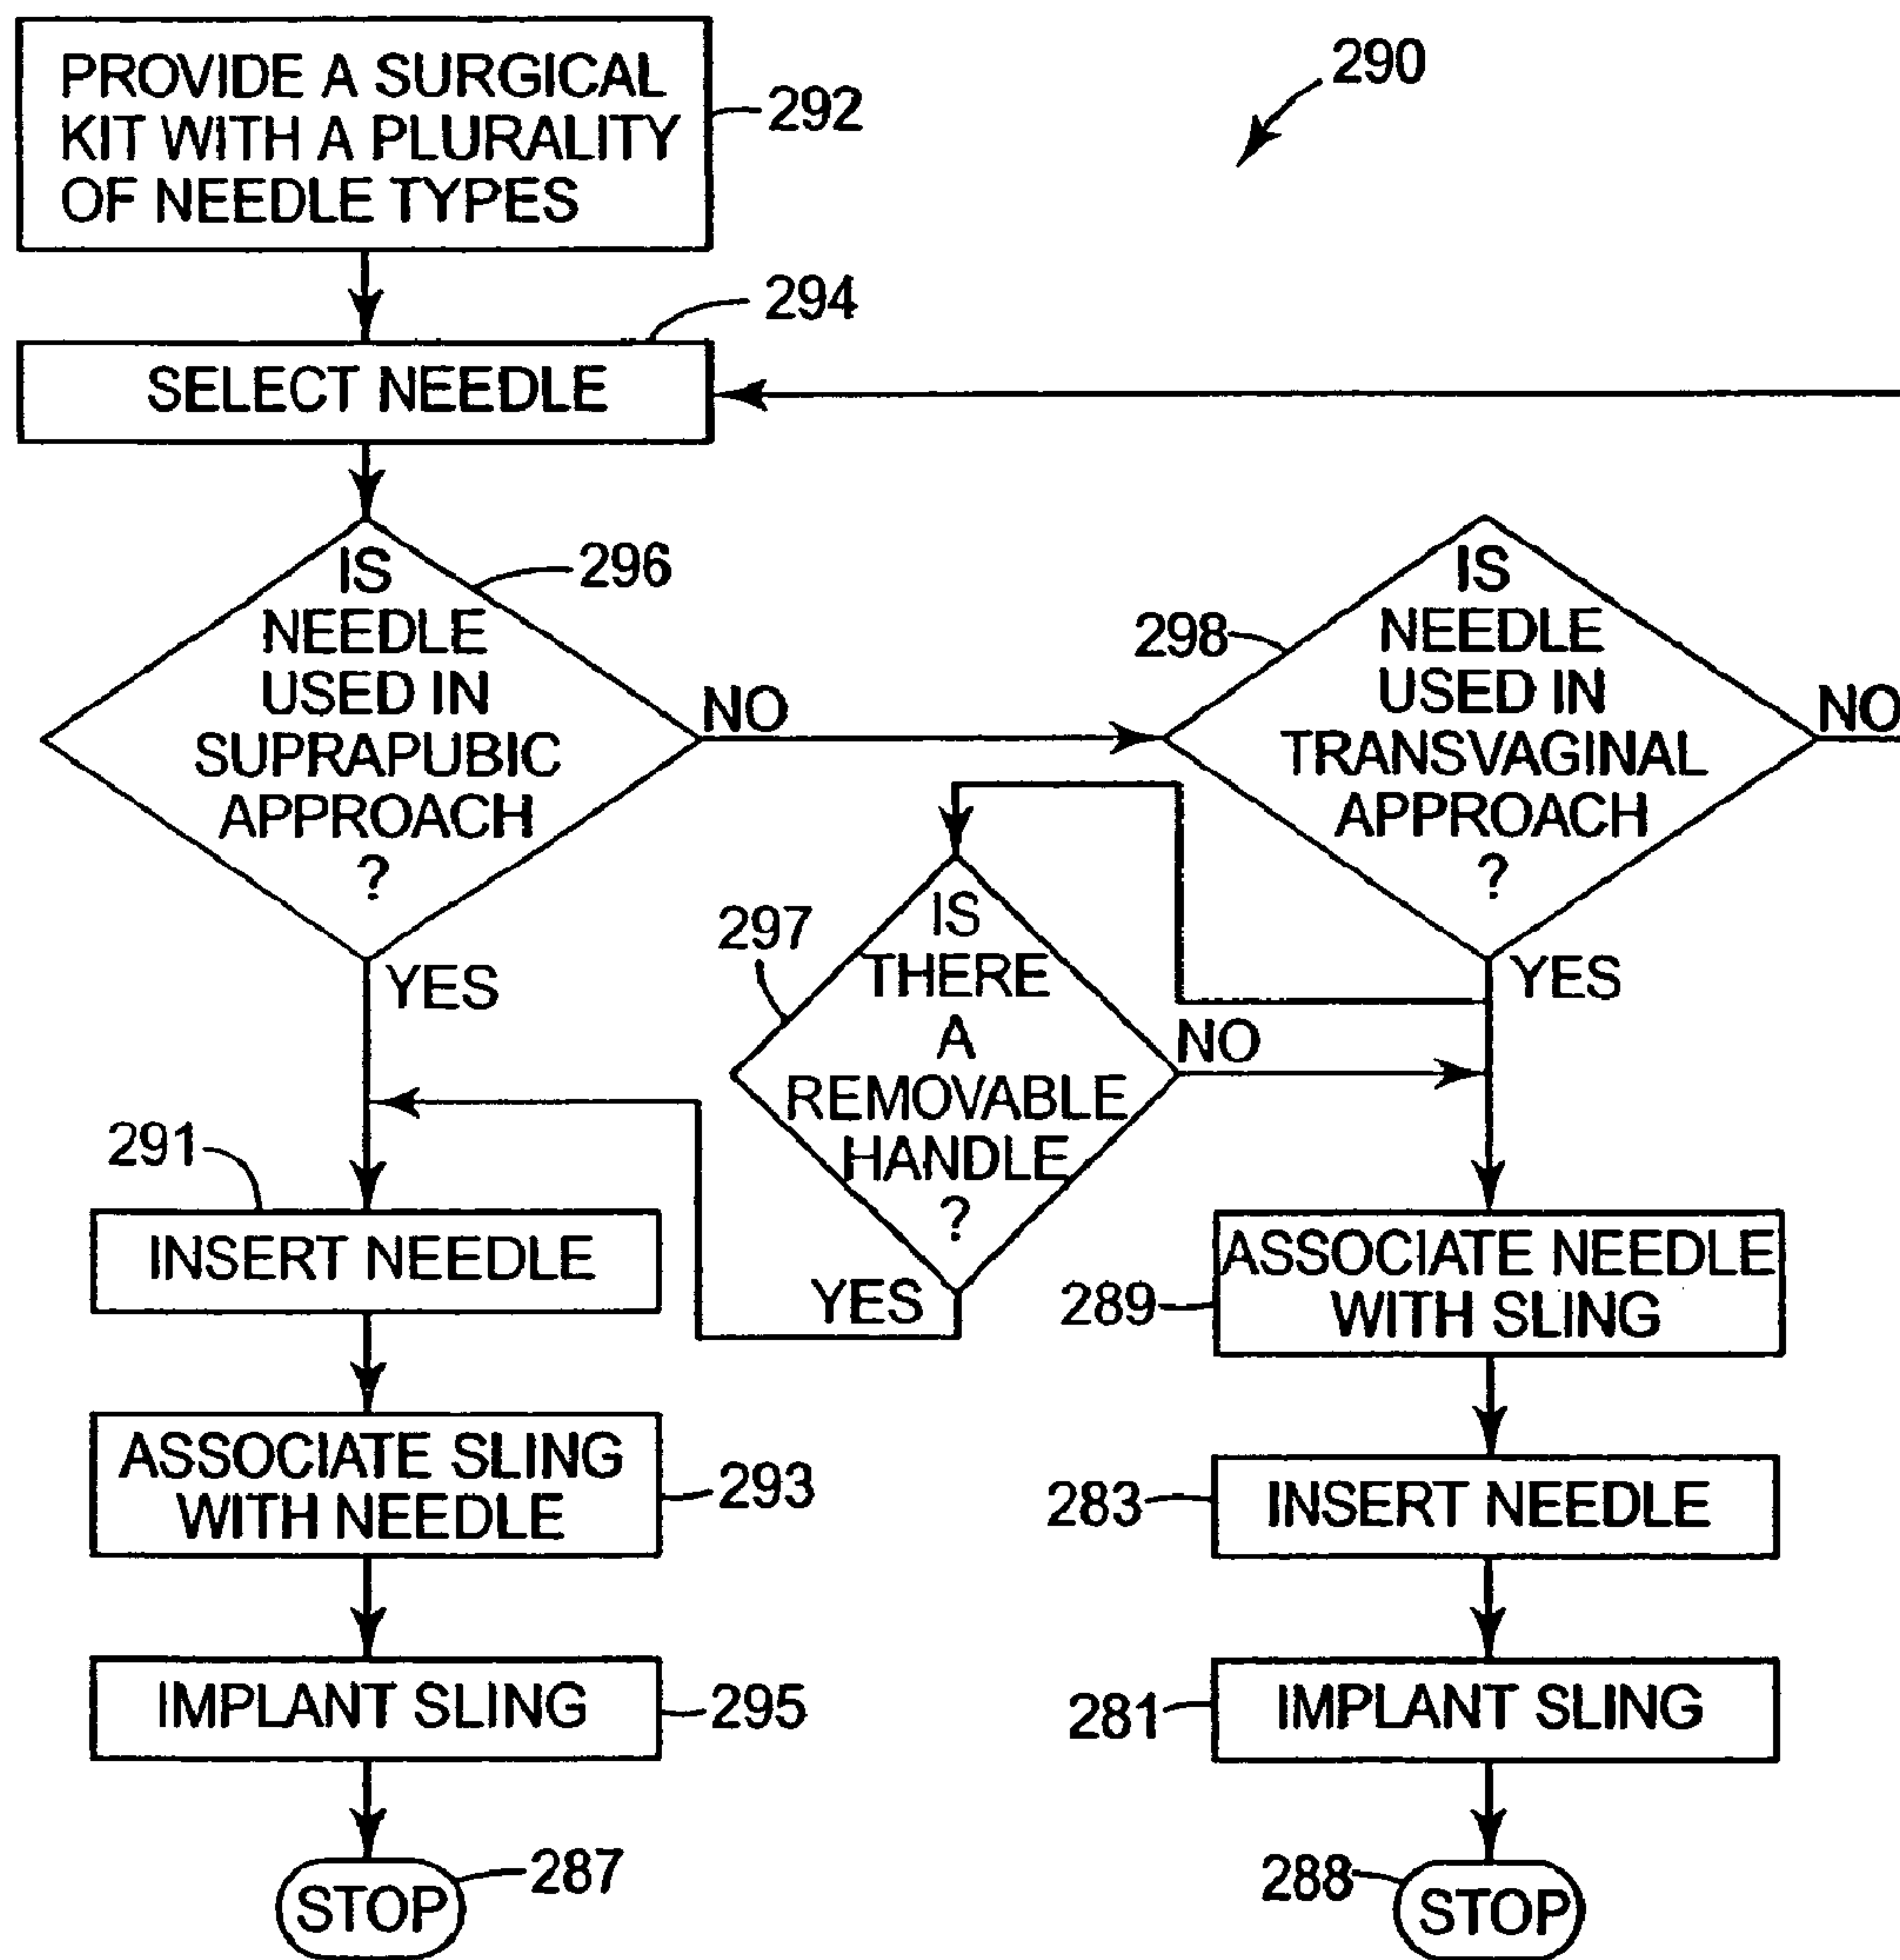 PROVIDE A SURGICAL
KIT WITH A PLURALITY
OF NEEDLE TYPES
292
290
294
SELECT NEEDLE
IS
NEEDLE
USED IN
SUPRAPUBIC
APPROACH
?
296
NO
YES
298
IS
NEEDLE
USED IN
TRANSVAGINAL
APPROACH
?
NO
YES
297
IS
THERE
A
REMOVABLE
HANDLE
?
NO
YES
291
INSERT NEEDLE
ASSOCIATE SLING
WITH NEEDLE
293
IMPLANT SLING
295
STOP
287
289
ASSOCIATE NEEDLE
WITH SLING
283
INSERT NEEDLE
281
IMPLANT SLING
288
STOP